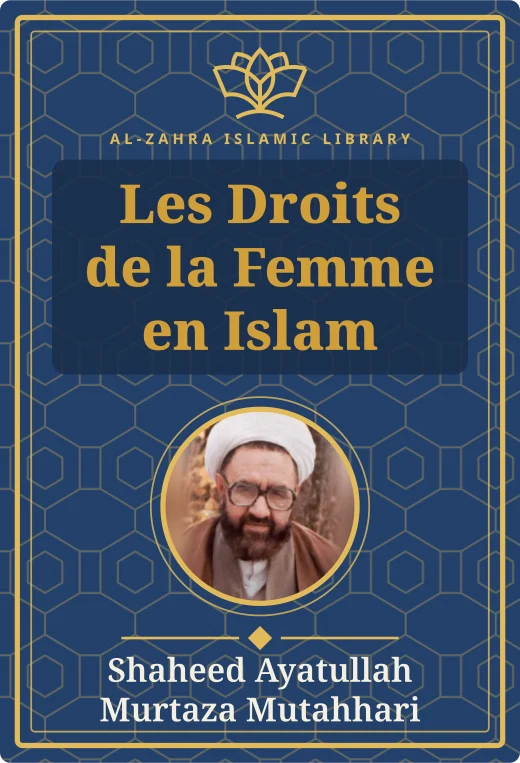 AL-ZAHRA ISLAMIC LIBRARY
Les Droits
de la Femme
en Islam
Shaheed Ayatullah
Murtaza Mutahhari